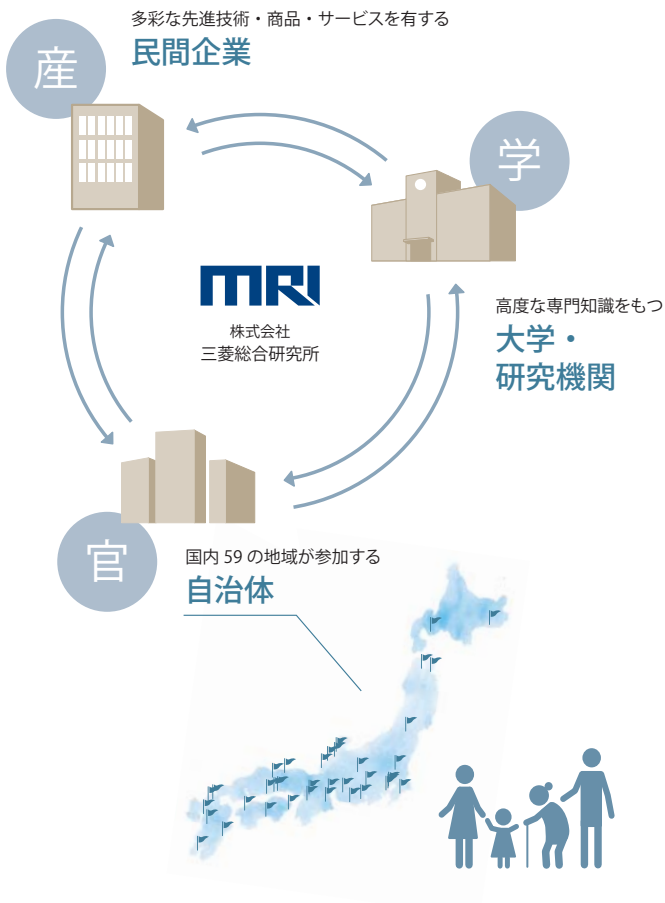 多彩な先進技術・商品・サービスを有する
民間企業
産
学
MRI
株式会社
三菱総合研究所
高度な専門知識をもつ
大学・
研究機関
官
国内 59 の地域が参加する
自治体